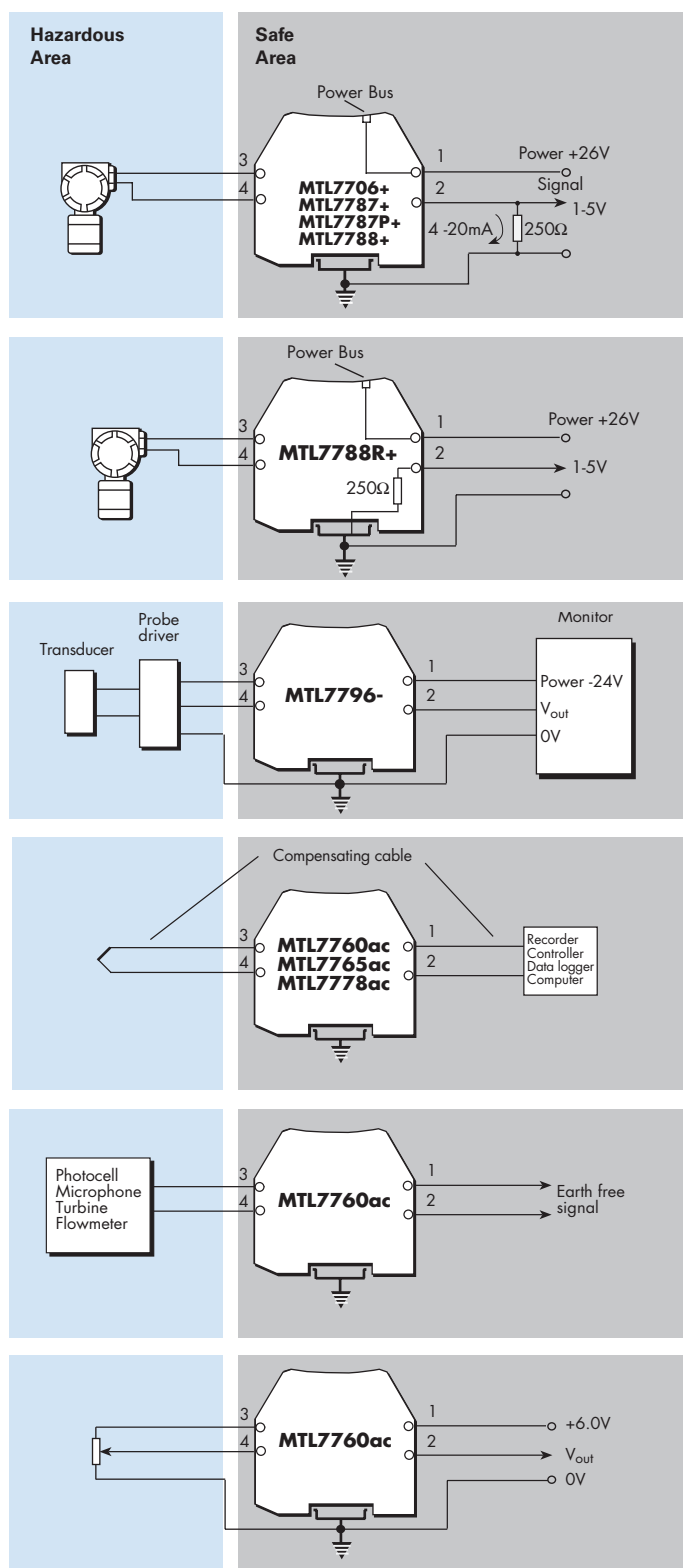 Hazardous
Area
Safe
Area
Power Bus
3
4
MTL7706+
MTL7787+
MTL7787P+
MTL7788+
1
2
Power +26V
Signal
1-5V
4 -20mA
250Ω
Power Bus
3
4
MTL7788R+
250Ω
1
2
Power +26V
1-5V
Transducer
Probe
driver
3
4
MTL7796-
1
2
Monitor
Power -24V
Vout
0V
Compensating cable
3
4
MTL7760ac
MTL7765ac
MTL7778ac
1
2
Recorder
Controller
Data logger
Computer
Photocell
Microphone
Turbine
Flowmeter
3
4
MTL7760ac
1
2
Earth free
signal
3
4
MTL7760ac
1
2
+6.0V
Vout
0V